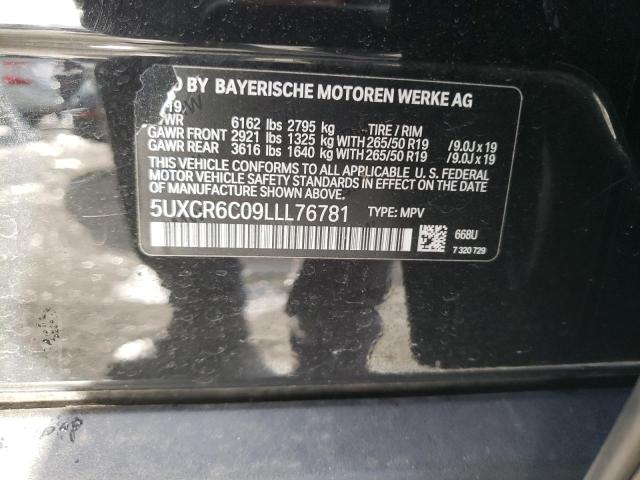 BY BAYERISCHE MOTOREN WERKE AG
19
6162 lbs 2795 kg TIRE / RIM
GAWR FRONT 2921 lbs 1325 kg WITH 265/50 R19 /9.0J x 19
GAWR REAR 3616 lbs 1640 kg WITH 265/50 R19 /9.0J x 19
THIS VEHICLE CONFORMS TO ALL APPLICABLE U. S. FEDERAL
MOTOR VEHICLE SAFETY STANDARDS IN EFFECT ON THE DATE
OF MANUFACTURE SHOWN ABOVE.
5UXCR6C09LLL76781 TYPE: MPV
668U
7 320 729